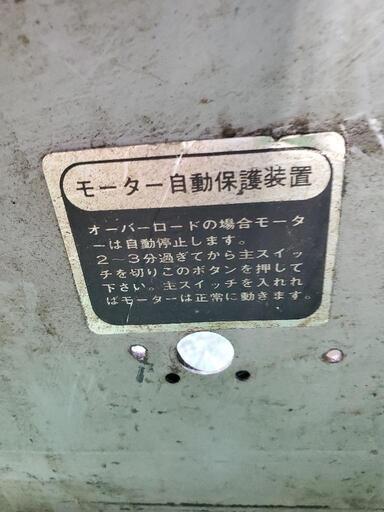 モーター自動保護装置
オーバーロードの場合モータ
ーは自動停止します。
2～3分過ぎてから主スイッ
チを切りこのボタンを押して
下さい。主スイッチを入れれ
ばモーターは正常に動きます。